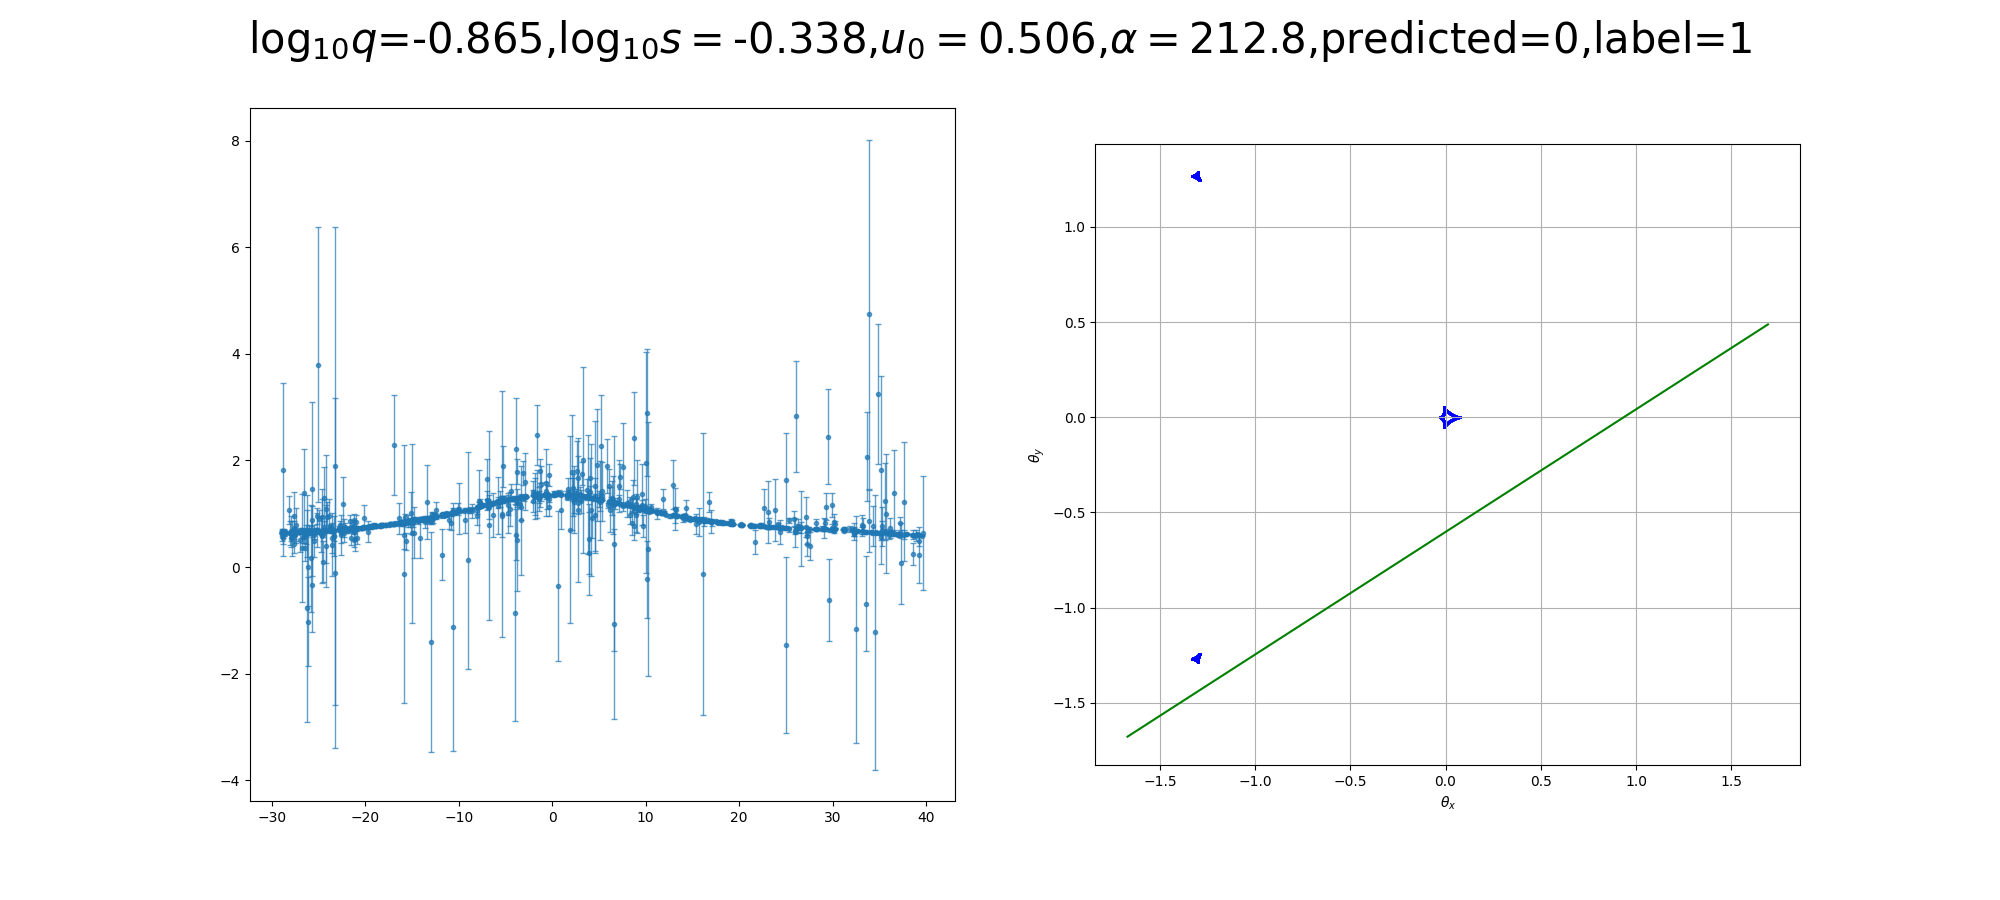 log₁₀q=-0.865,log₁₀s = -0.338,u₀ = 0.506,α = 212.8,predicted=0,label=1
8
6
4
2
0
−2
−4
−30 −20 −10 0 10 20 30 40
1.0
0.5
0.0
−0.5
−1.0
−1.5
θy
−1.5 −1.0 −0.5 0.0 0.5 1.0 1.5
θx